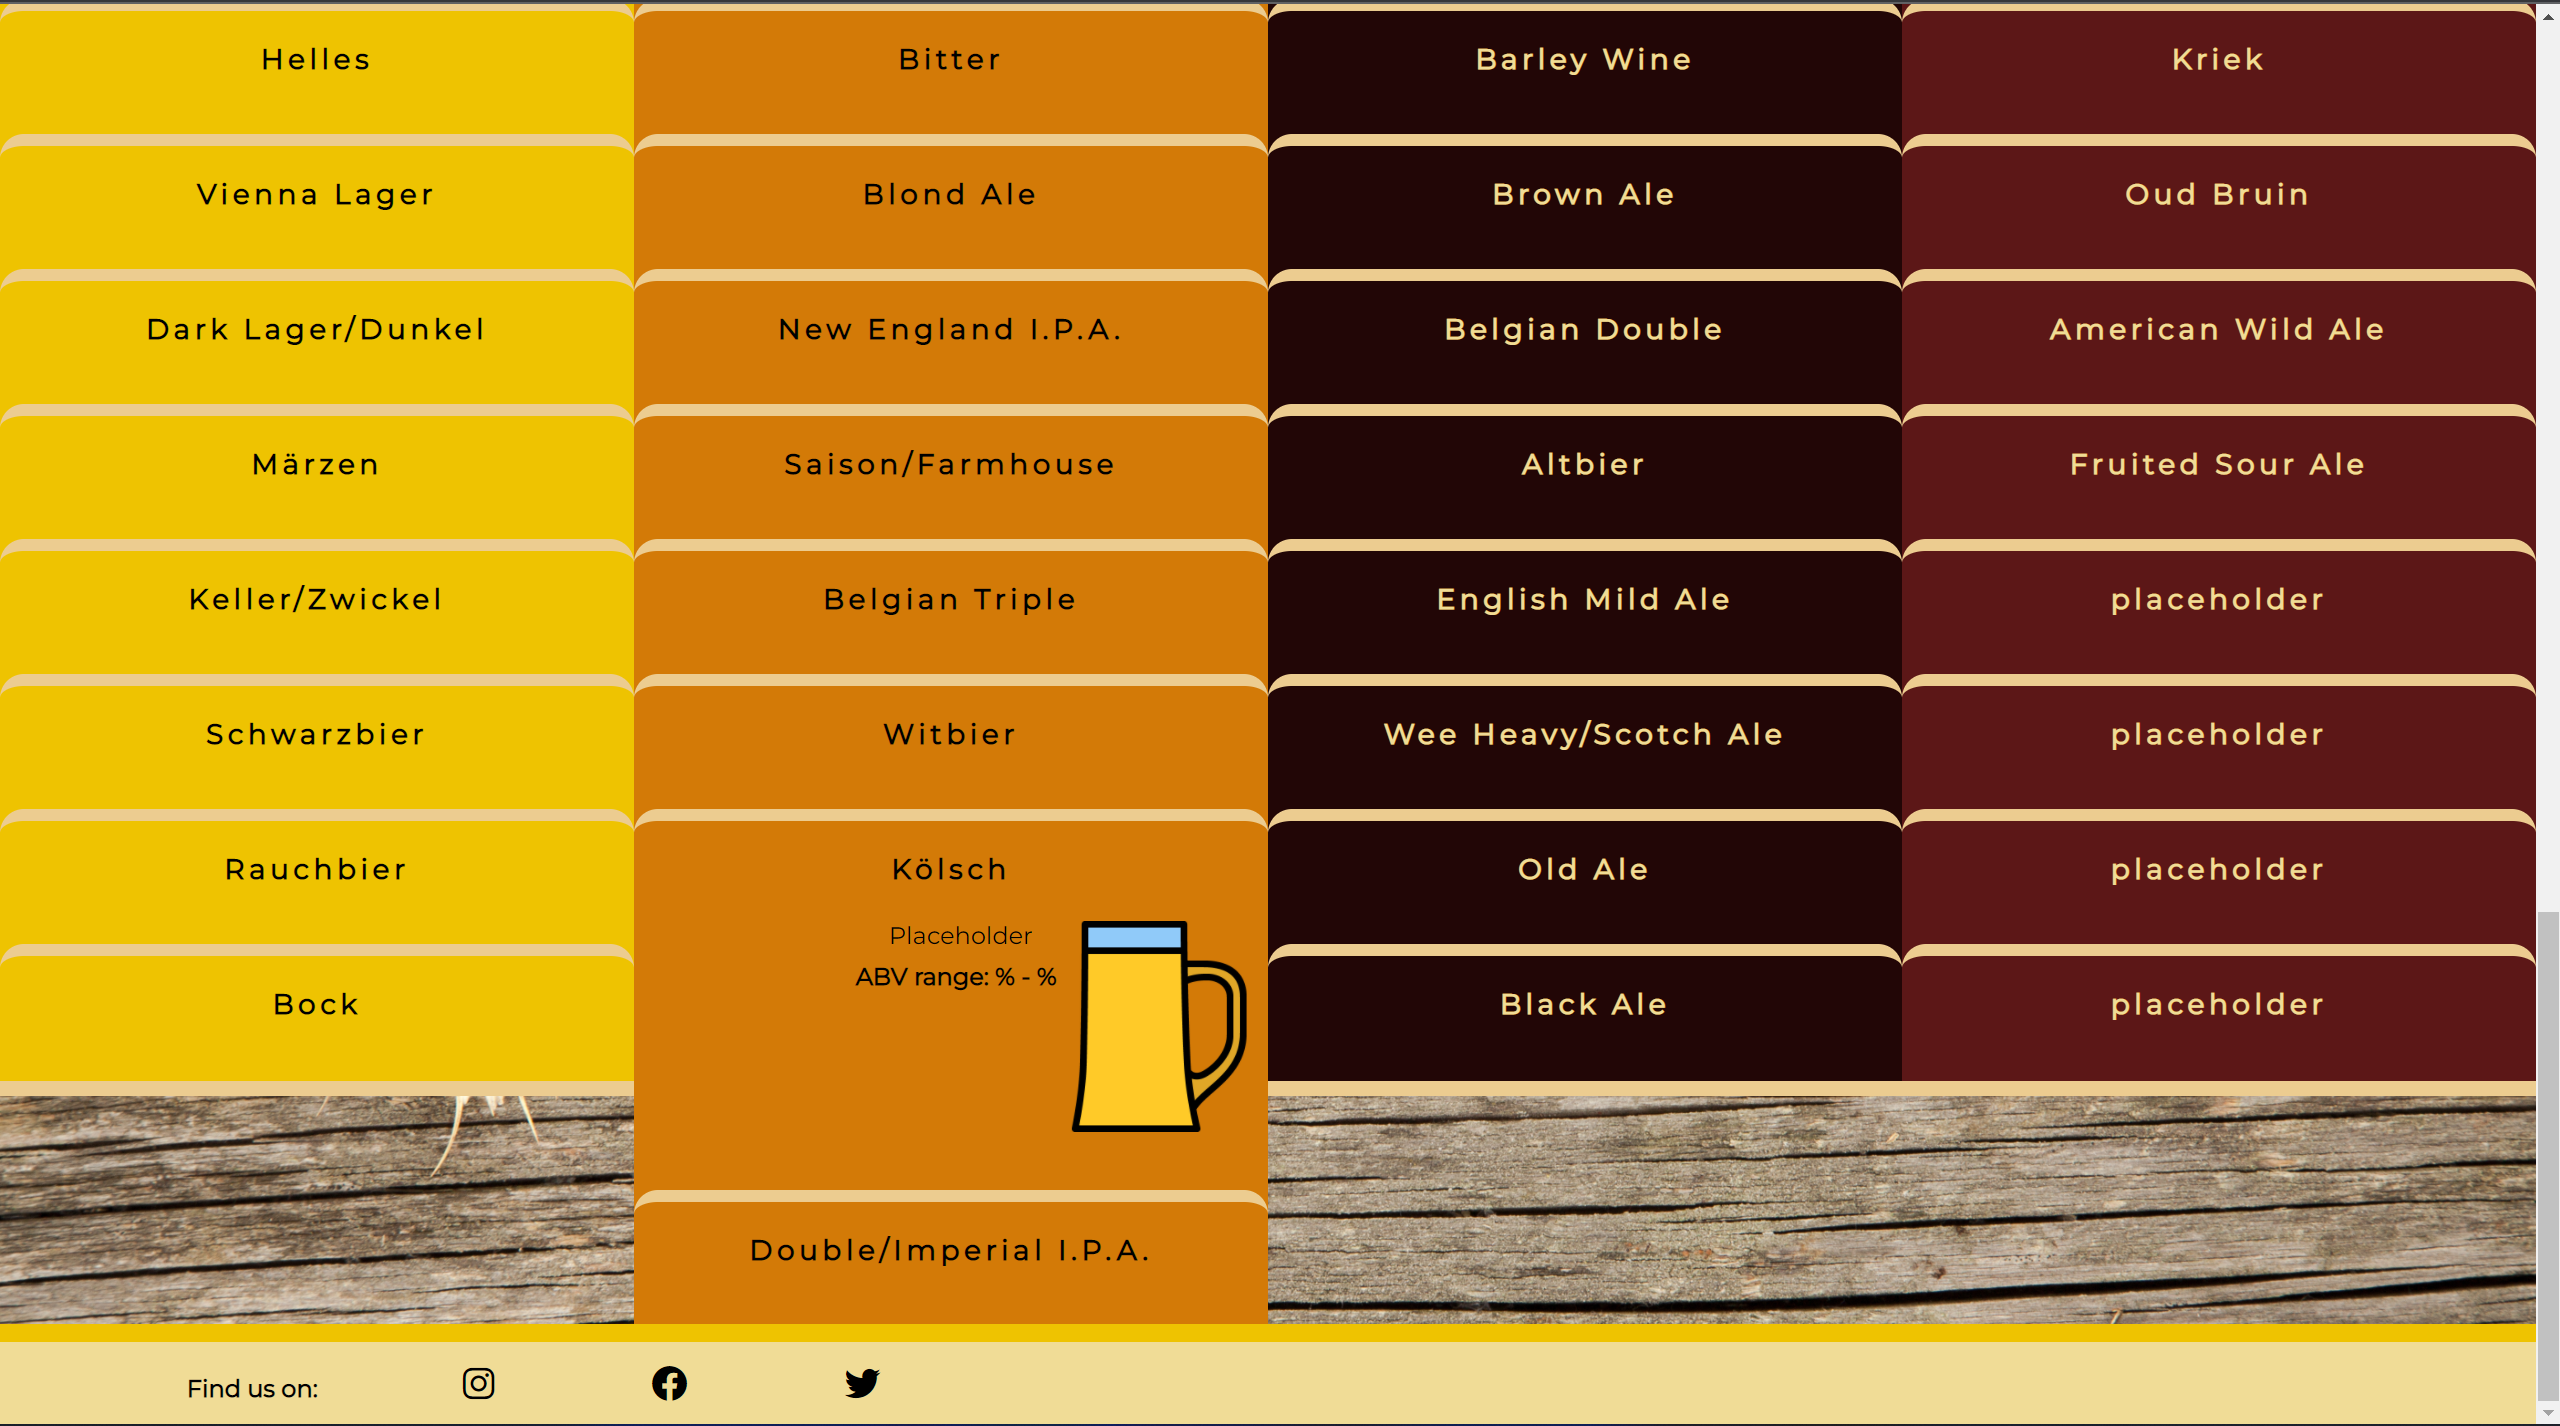 Helles
Bitter
Barley Wine
Kriek
Vienna Lager
Blond Ale
Brown Ale
Oud Bruin
Dark Lager/Dunkel
New England I.P.A.
Belgian Double
American Wild Ale
Märzen
Saison/Farmhouse
Altbier
Fruited Sour Ale
Keller/Zwickel
Belgian Triple
English Mild Ale
placeholder
Schwarzbier
Witbier
Wee Heavy/Scotch Ale
placeholder
Rauchbier
Kölsch
Old Ale
placeholder
Placeholder
ABV range: % - %
Bock
Black Ale
placeholder
Double/Imperial I.P.A.
Find us on: